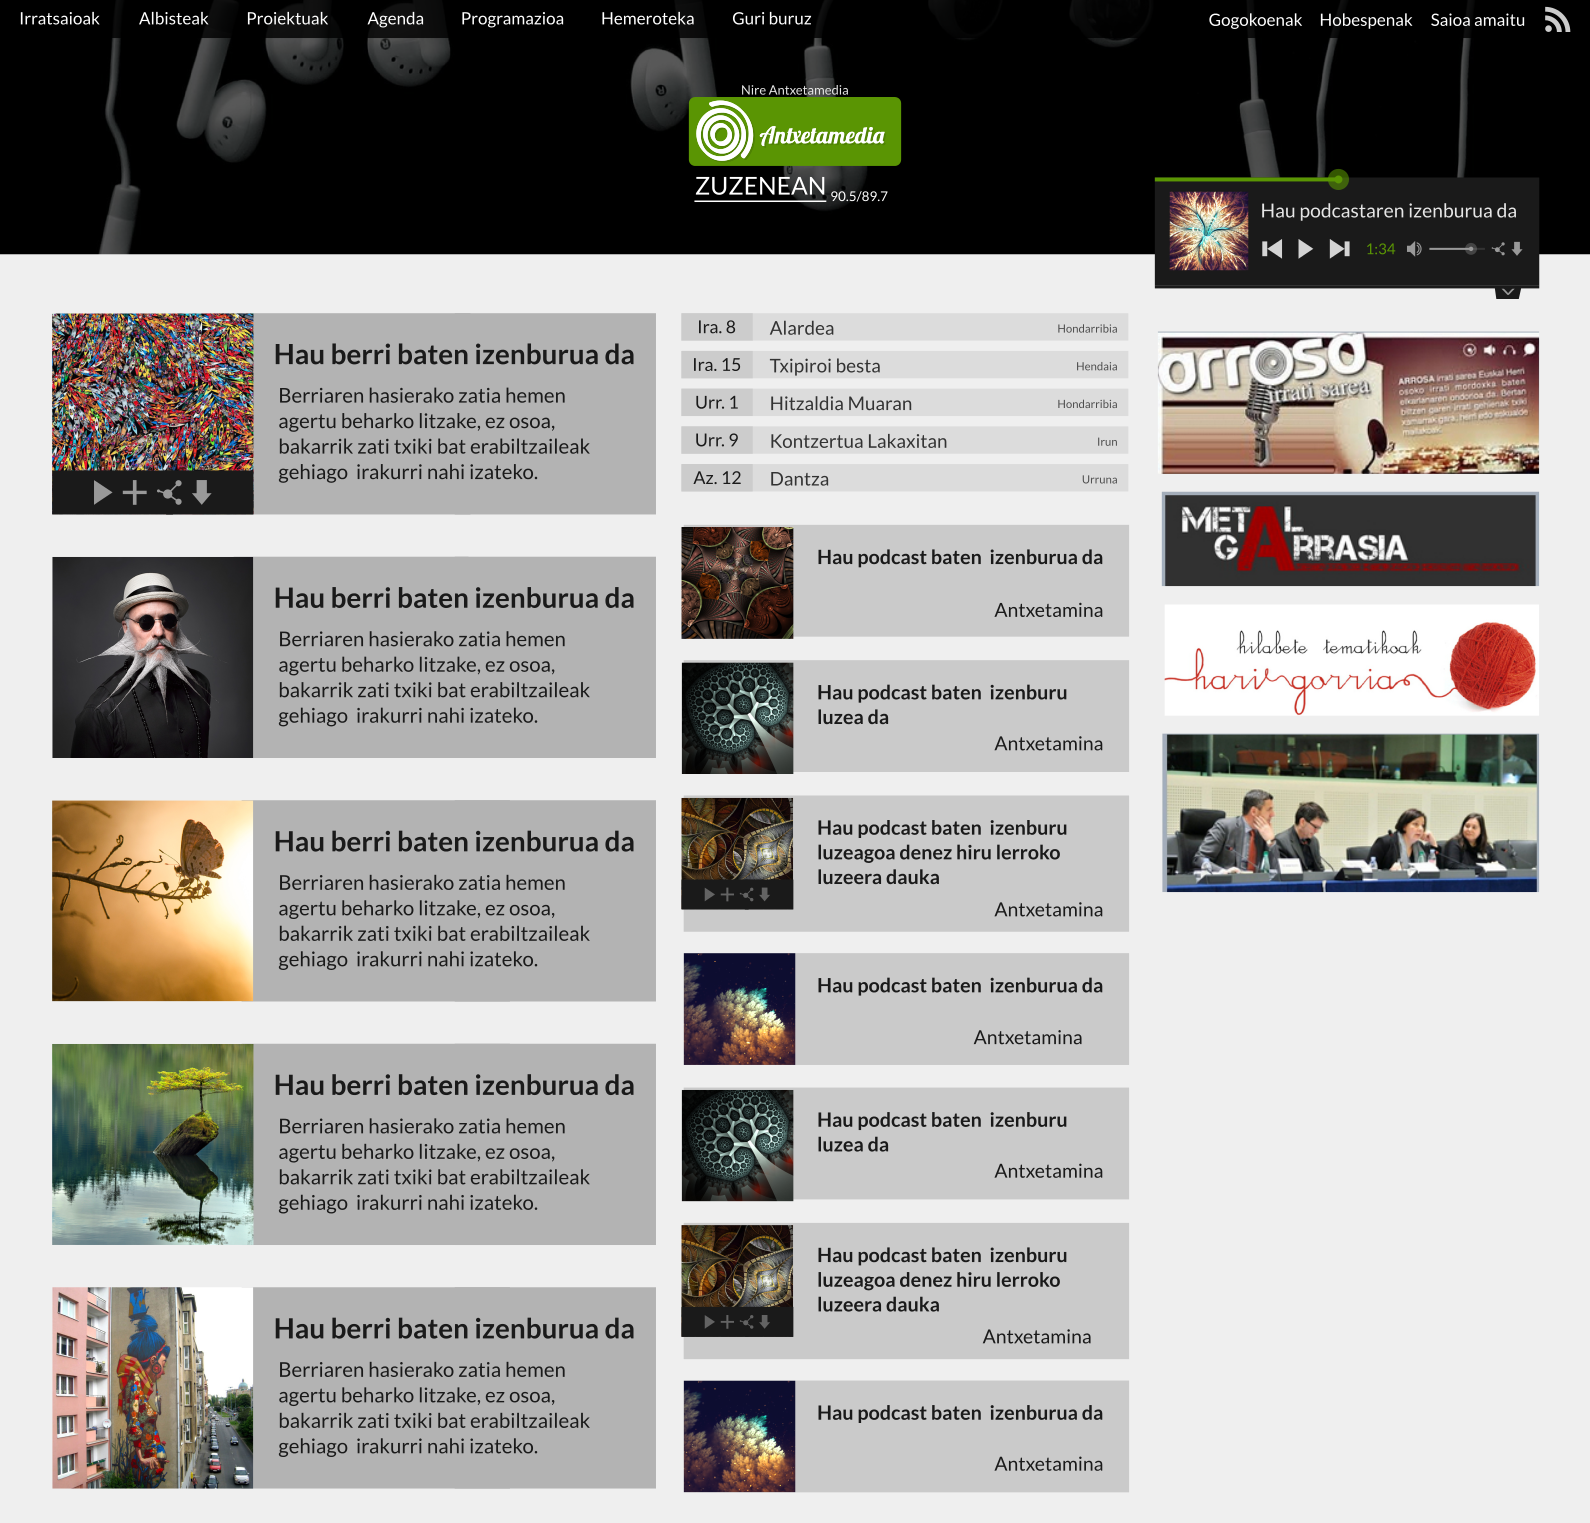 Irratsaioak Albisteak Proiektuak Agenda Programazioa Hemeroteka Guri buruz
Gogokoenak Hobespenak Saioa amaitu
Nire Antxetamedia
Antxetamedia
ZUZENEAN 90.5/89.7
Hau podcastaren izenburua da
1:34
Hau berri baten izenburua da
Berriaren hasierako zatia hemen
agertu beharko litzake, ez osoa,
bakarrik zati txiki bat erabiltzaileak
gehiago irakurri nahi izateko.
Hau berri baten izenburua da
Berriaren hasierako zatia hemen
agertu beharko litzake, ez osoa,
bakarrik zati txiki bat erabiltzaileak
gehiago irakurri nahi izateko.
Hau berri baten izenburua da
Berriaren hasierako zatia hemen
agertu beharko litzake, ez osoa,
bakarrik zati txiki bat erabiltzaileak
gehiago irakurri nahi izateko.
Hau berri baten izenburua da
Berriaren hasierako zatia hemen
agertu beharko litzake, ez osoa,
bakarrik zati txiki bat erabiltzaileak
gehiago irakurri nahi izateko.
Hau berri baten izenburua da
Berriaren hasierako zatia hemen
agertu beharko litzake, ez osoa,
bakarrik zati txiki bat erabiltzaileak
gehiago irakurri nahi izateko.
Ira. 8 Alardea Hondarribia
Ira. 15 Txipiroi besta Hendaia
Urr. 1 Hitzaldia Muaran Hondarribia
Urr. 9 Kontzertua Lakaxitan Irun
Az. 12 Dantza Urruna
Hau podcast baten izenburua da
Antxetamina
Hau podcast baten izenburu
luzea da
Antxetamina
Hau podcast baten izenburu
luzeagoa denez hiru lerroko
luzeera dauka
Antxetamina
Hau podcast baten izenburua da
Antxetamina
Hau podcast baten izenburu
luzea da
Antxetamina
Hau podcast baten izenburu
luzeagoa denez hiru lerroko
luzeera dauka
Antxetamina
Hau podcast baten izenburua da
Antxetamina
arrosa
irrati sarea
ARROSA irrati sarea Euskal Herri
osoko irrati mordoxka baten
elkarlanaren ondorioa da. Bertan
biltzen garen irrati gehienak txiki
xamarrak gara, herri edo eskualde
mailakoak.
METAL
GARRASIA
hilabete tematikoak
hari gorria